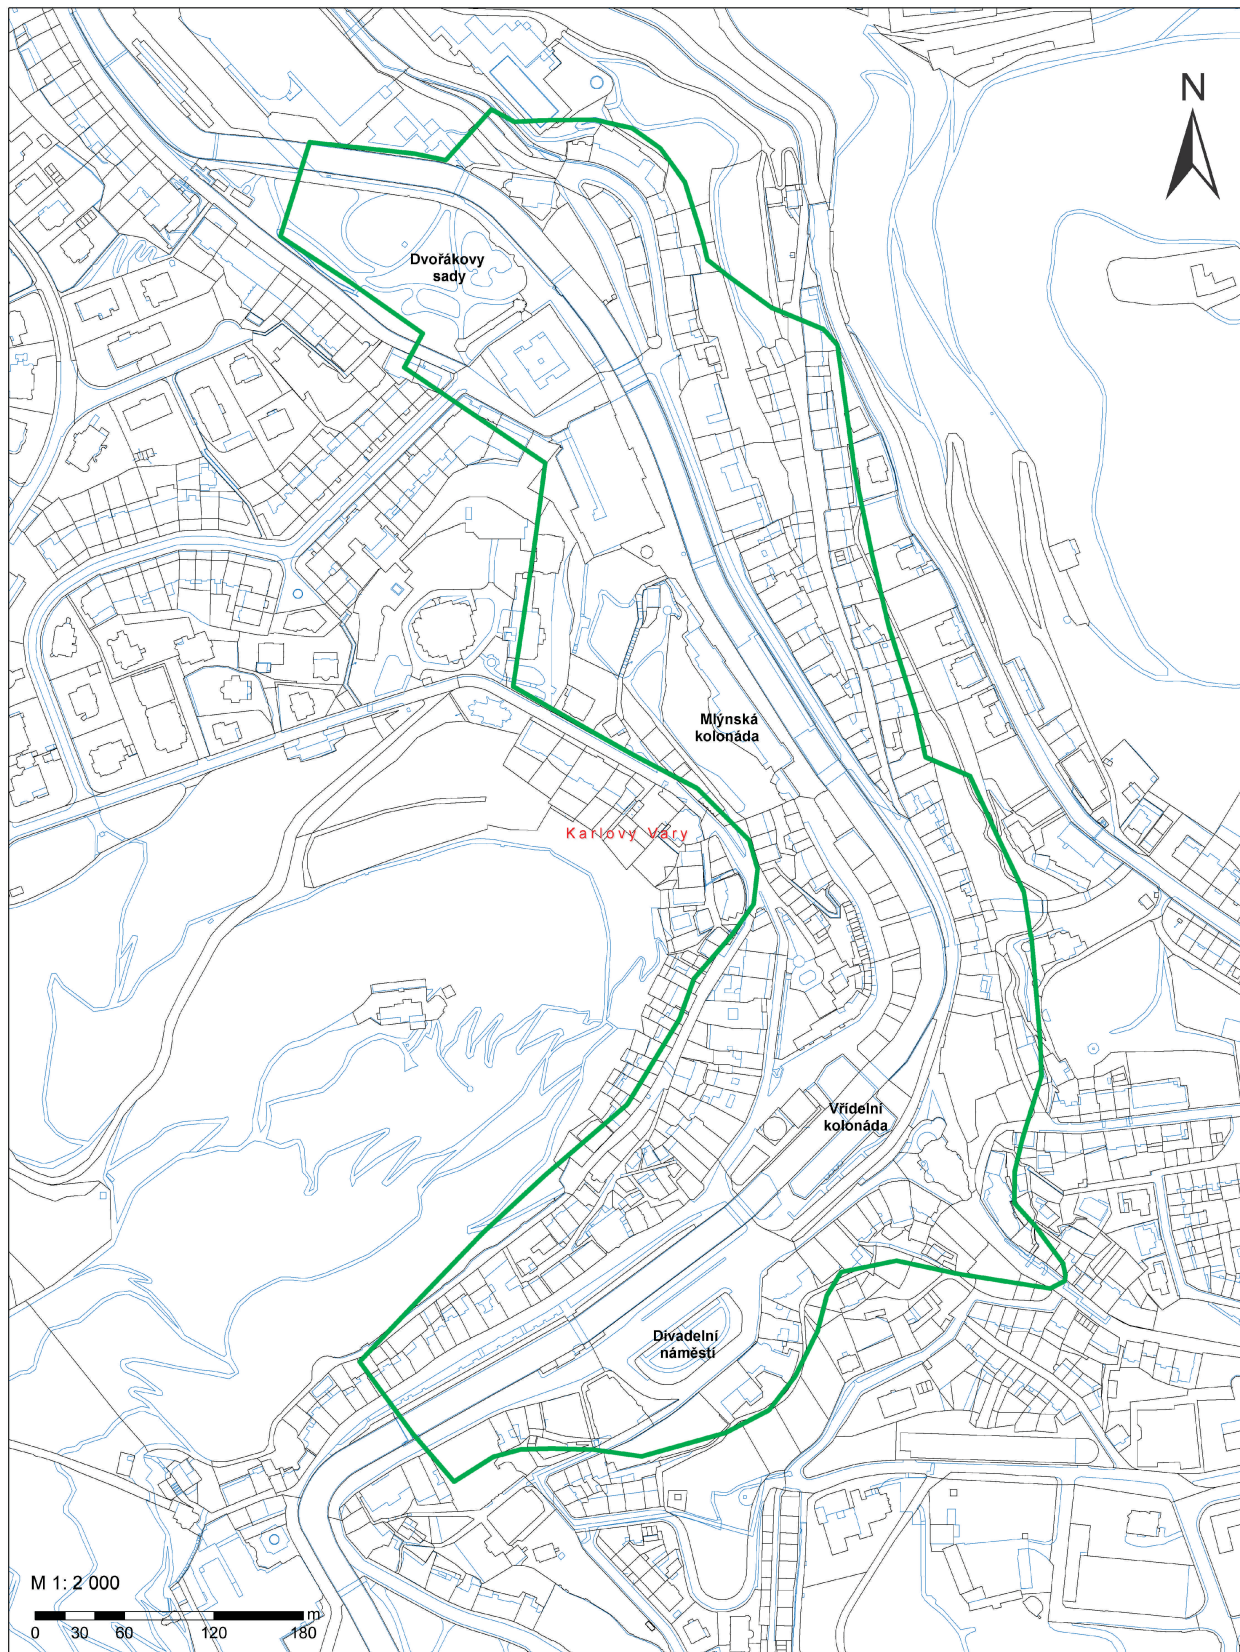 N
Dvořákovy
sady
Mlýnská
kolonáda
Karlovy Vary
Vřídelní
kolonáda
Divadelní
náměstí
M 1: 2 000
m
0 30 60 120 180